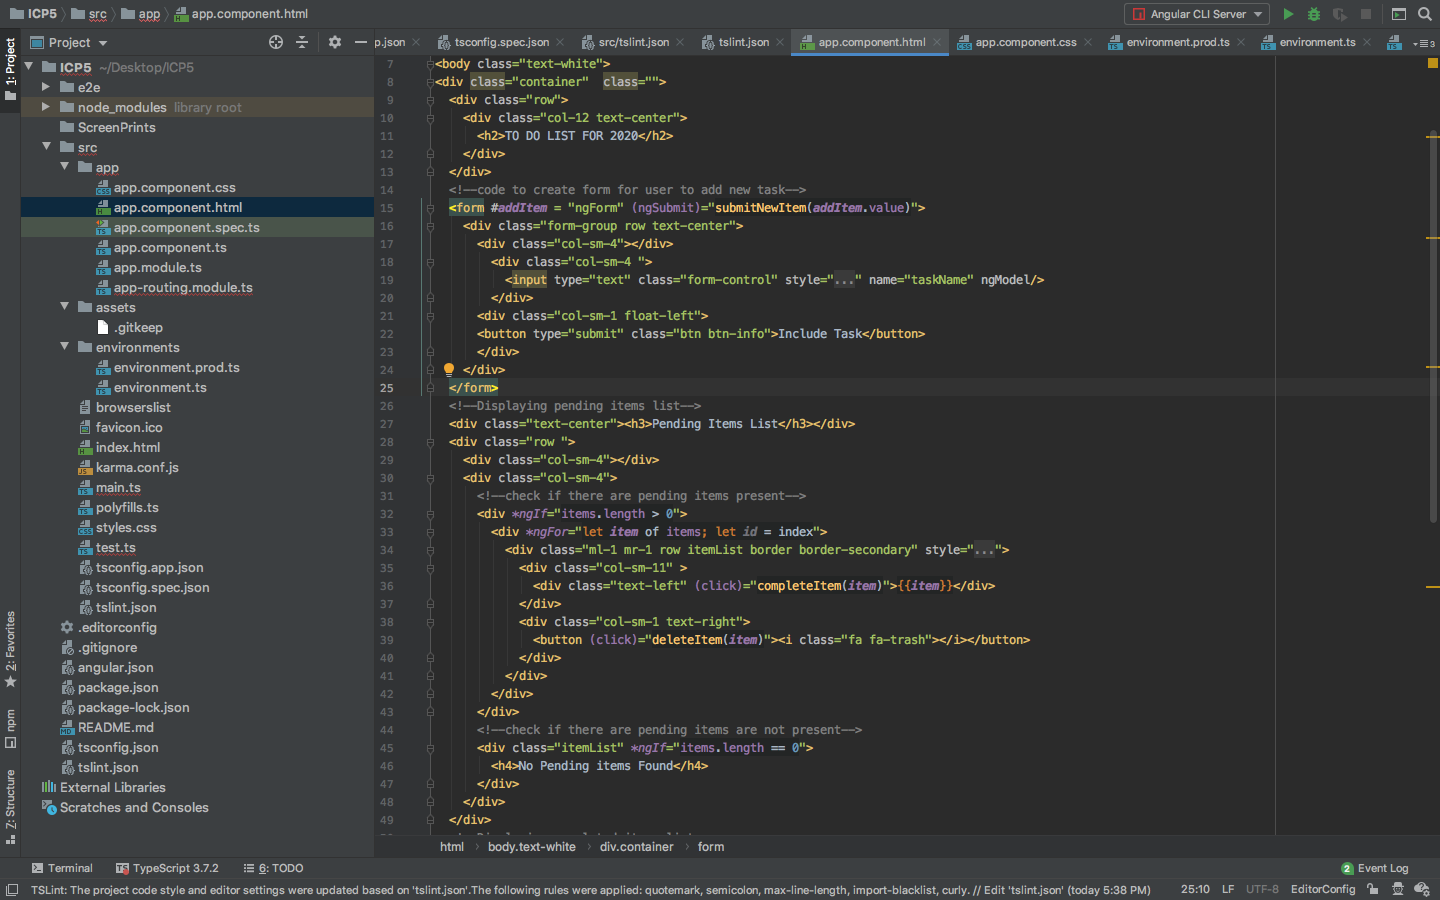 ICP5 src app app.component.html Angular CLI Server
1: Project
Project
p.json tsconfig.spec.json src/tslint.json tslint.json app.component.html app.component.css environment.prod.ts environment.ts 3
ICP5 ~/Desktop/ICP5
e2e
node_modules library root
ScreenPrints
src
app
app.component.css
app.component.html
app.component.spec.ts
app.component.ts
app.module.ts
app-routing.module.ts
assets
.gitkeep
environments
environment.prod.ts
environment.ts
browserslist
favicon.ico
index.html
karma.conf.js
main.ts
polyfills.ts
styles.css
test.ts
tsconfig.app.json
tsconfig.spec.json
tslint.json
.editorconfig
.gitignore
angular.json
package.json
package-lock.json
README.md
tsconfig.json
tslint.json
External Libraries
Scratches and Consoles
2: Favorites
npm
7: Structure
7 <body class="text-white">
8 <div class="container" class="">
9 <div class="row">
10 <div class="col-12 text-center">
11 <h2>TO DO LIST FOR 2020</h2>
12 </div>
13 </div>
14 <!--code to create form for user to add new task-->
15 <form #addItem = "ngForm" (ngSubmit)="submitNewItem(addItem.value)">
16 <div class="form-group row text-center">
17 <div class="col-sm-4"></div>
18 <div class="col-sm-4 ">
19 <input type="text" class="form-control" style="..." name="taskName" ngModel/>
20 </div>
21 <div class="col-sm-1 float-left">
22 <button type="submit" class="btn btn-info">Include Task</button>
23 </div>
24 </div>
25 </form>
26 <!--Displaying pending items list-->
27 <div class="text-center"><h3>Pending Items List</h3></div>
28 <div class="row ">
29 <div class="col-sm-4"></div>
30 <div class="col-sm-4">
31 <!--check if there are pending items present-->
32 <div *ngIf="items.length > 0">
33 <div *ngFor="let item of items; let id = index">
34 <div class="ml-1 mr-1 row itemList border border-secondary" style="...">
35 <div class="col-sm-11" >
36 <div class="text-left" (click)="completeItem(item)">{{item}}</div>
37 </div>
38 <div class="col-sm-1 text-right">
39 <button (click)="deleteItem(item)"><i class="fa fa-trash"></i></button>
40 </div>
41 </div>
42 </div>
43 </div>
44 <!--check if there are pending items are not present-->
45 <div class="itemList" *ngIf="items.length == 0">
46 <h4>No Pending items Found</h4>
47 </div>
48 </div>
49 </div>
html body.text-white div.container form
Terminal TypeScript 3.7.2 6: TODO 2 Event Log
TSLint: The project code style and editor settings were updated based on 'tslint.json'.The following rules were applied: quotemark, semicolon, max-line-length, import-blacklist, curly. // Edit 'tslint.json' (today 5:38 PM) 25:10 LF UTF-8 EditorConfig